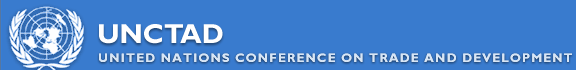 UNCTAD
UNITED NATIONS CONFERENCE ON TRADE AND DEVELOPMENT